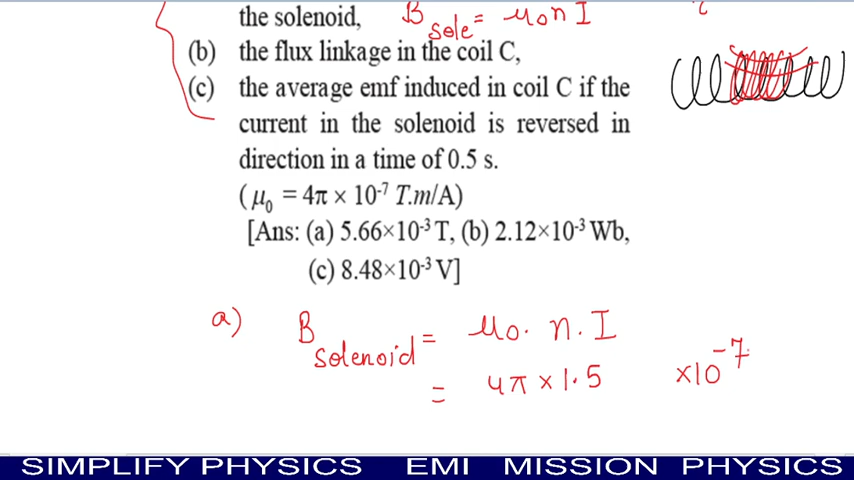 the solenoid, B sole = μ₀ n I
(b) the flux linkage in the coil C,
(c) the average emf induced in coil C if the
current in the solenoid is reversed in
direction in a time of 0.5 s.
(μ₀ = 4π × 10⁻⁷ T.m/A)
[Ans: (a) 5.66×10⁻³ T, (b) 2.12×10⁻³ Wb,
(c) 8.48×10⁻³ V]
a) B solenoid = μ₀. n. I
= 4π × 1.5 ×10⁻⁷
SIMPLIFY PHYSICS EMI MISSION PHYSICS